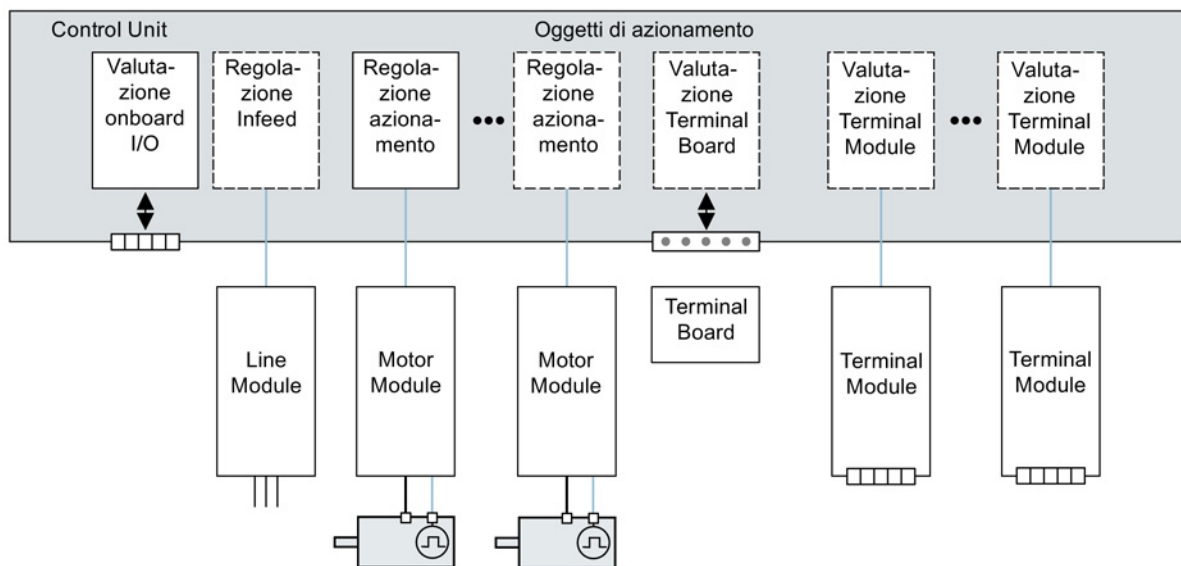 Control Unit
Oggetti di azionamento
Valuta-
zione
onboard
I/O
Regola-
zione
Infeed
Regola-
zione
aziona-
mento
Regola-
zione
aziona-
mento
Valuta-
zione
Terminal
Board
Valuta-
zione
Terminal
Module
Valuta-
zione
Terminal
Module
Line
Module
Motor
Module
Motor
Module
Terminal
Board
Terminal
Module
Terminal
Module